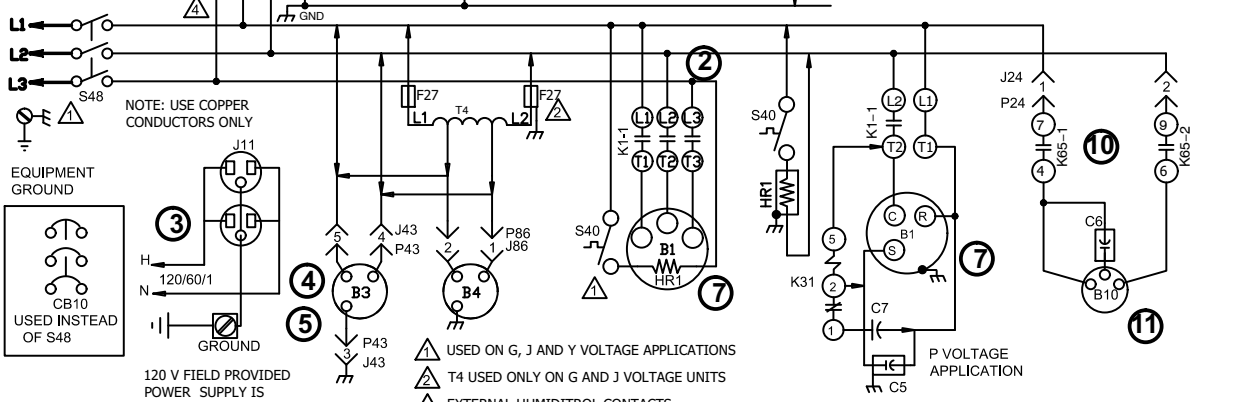 4
GND
L1
L2
L3
S48
1
NOTE: USE COPPER
CONDUCTORS ONLY
EQUIPMENT
GROUND
J11
3
H
120/60/1
N
GROUND
CB10
USED INSTEAD
OF S48
120 V FIELD PROVIDED
POWER SUPPLY IS
F27
T4
F27
L1
L2
2
5
4
J43
P43
2
1
P86
J86
4
5
B3
B4
P43
3
J43
1 USED ON G, J AND Y VOLTAGE APPLICATIONS
2 T4 USED ONLY ON G AND J VOLTAGE UNITS
EXTERNAL HUMIDITROL CONTACTS
2
L1
L2
L3
K1-1
T1
T2
T3
S40
1
B1
HR1
7
S40
HR1
L2
L1
K1-1
T2
T1
C
R
B1
S
7
5
K31
2
1
C7
C5
P VOLTAGE
APPLICATION
J24
1
P24
2
7
K65-1
4
10
9
K65-2
6
C6
B10
11